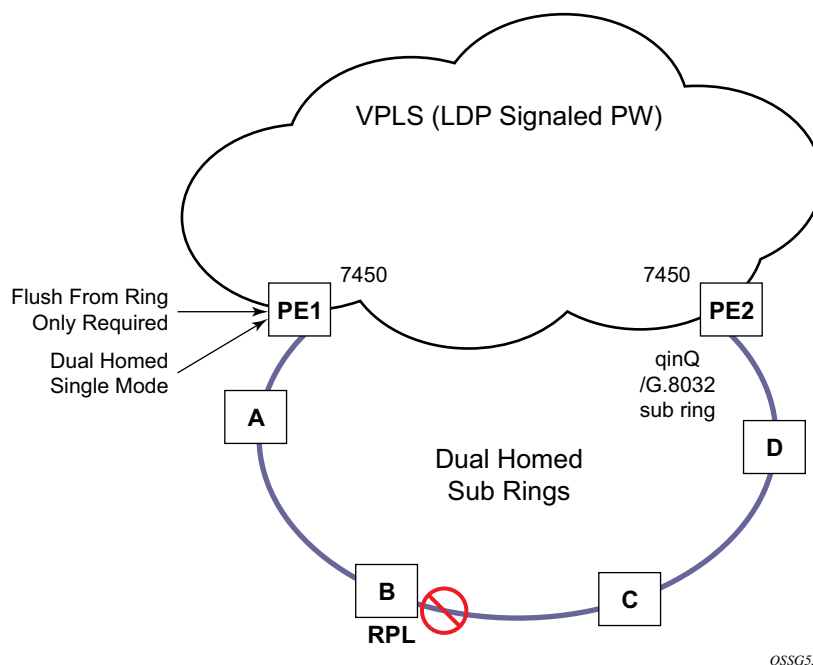 VPLS (LDP Signaled PW)
7450
7450
Flush From Ring
Only Required
PE1
PE2
Dual Homed
Single Mode
qinQ
/G.8032
sub ring
A
D
Dual Homed
Sub Rings
B
C
RPL